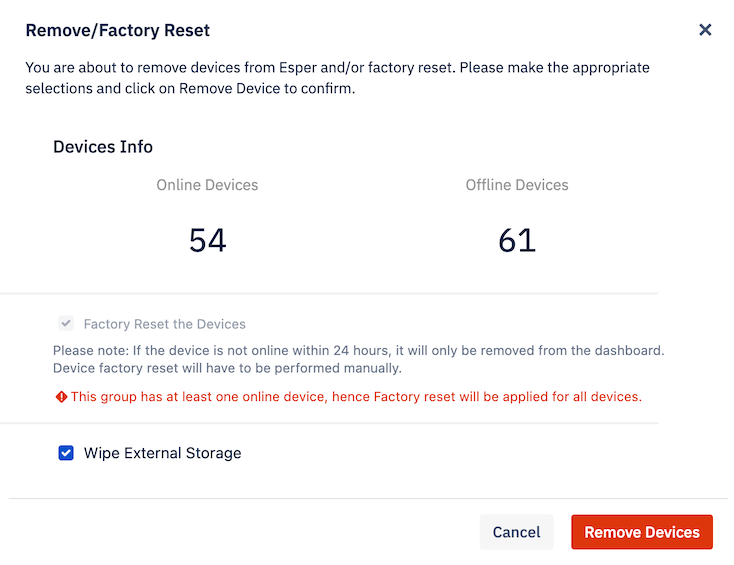 Remove/Factory Reset
You are about to remove devices from Esper and/or factory reset. Please make the appropriate
selections and click on Remove Device to confirm.
Devices Info
Online Devices
Offline Devices
54
61
Factory Reset the Devices
Please note: If the device is not online within 24 hours, it will only be removed from the dashboard.
Device factory reset will have to be performed manually.
This group has at least one online device, hence Factory reset will be applied for all devices.
Wipe External Storage
Cancel
Remove Devices